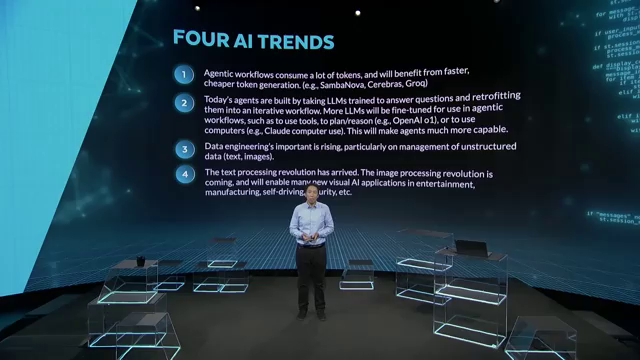 FOUR AI TRENDS
1
Agentic workflows consume a lot of tokens, and will benefit from faster,
cheaper token generation. (e.g., SambaNova, Cerebras, Groq)
2
Today's agents are built by taking LLMs trained to answer questions and retrofitting
them into an iterative workflow. More LLMs will be fine-tuned for use in agentic
workflows, such as to use tools, to plan/reason (e.g., OpenAI o1), or to use
computers (e.g., Claude computer use). This will make agents much more capable.
3
Data engineering's important is rising, particularly on management of unstructured
data (text, images).
4
The text processing revolution has arrived. The image processing revolution is
coming, and will enable many new visual AI applications in entertainment,
manufacturing, self-driving, etc.